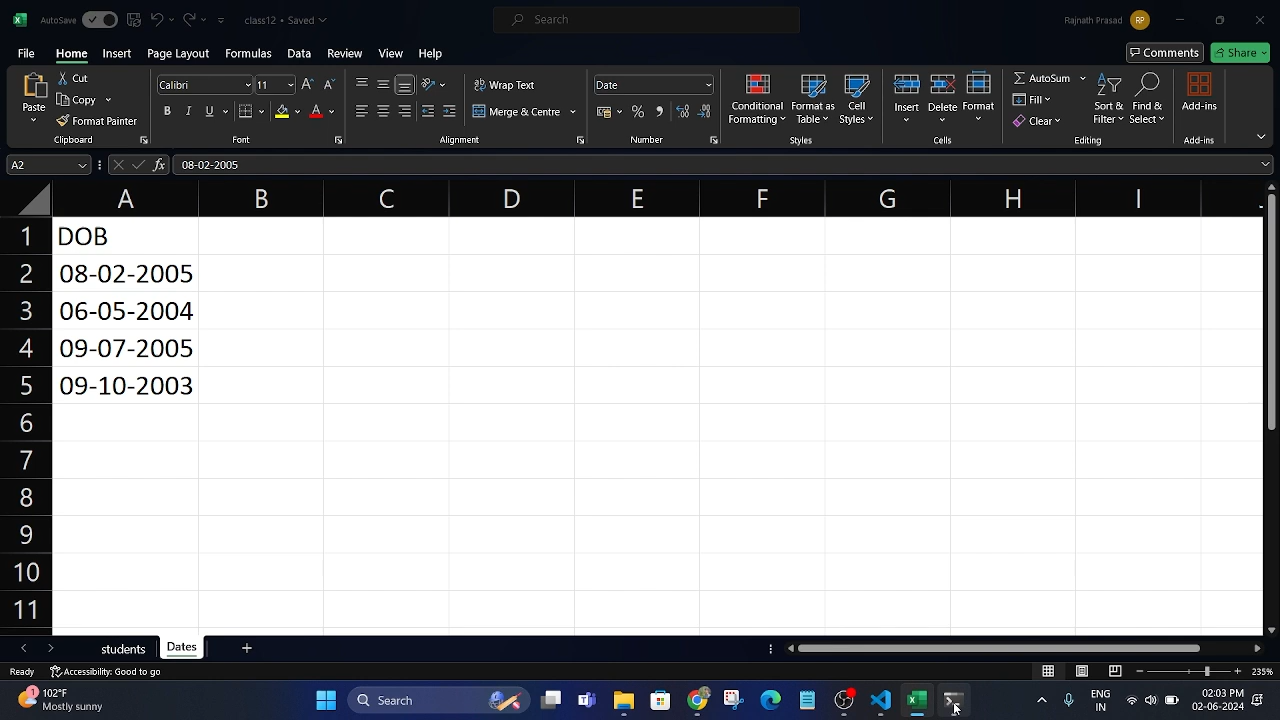 AutoSave
class12 • Saved
Search
Rajnath Prasad
RP
File
Home
Insert
Page Layout
Formulas
Data
Review
View
Help
Comments
Share
Paste
Cut
Copy
Format Painter
Clipboard
Calibri
11
B I U
Font
Wrap Text
Merge & Centre
Alignment
Date
Number
Conditional
Formatting
Format as
Table
Cell
Styles
Styles
Insert
Delete
Format
Cells
AutoSum
Fill
Clear
Sort &
Filter
Find &
Select
Editing
Add-ins
Add-ins
A2
fx
08-02-2005
A B C D E F G H I
1 DOB
2 08-02-2005
3 06-05-2004
4 09-07-2005
5 09-10-2003
6
7
8
9
10
11
students
Dates
Ready
Accessibility: Good to go
235%
1
102°F
Mostly sunny
Search
ENG
IN
02:03 PM
02-06-2024